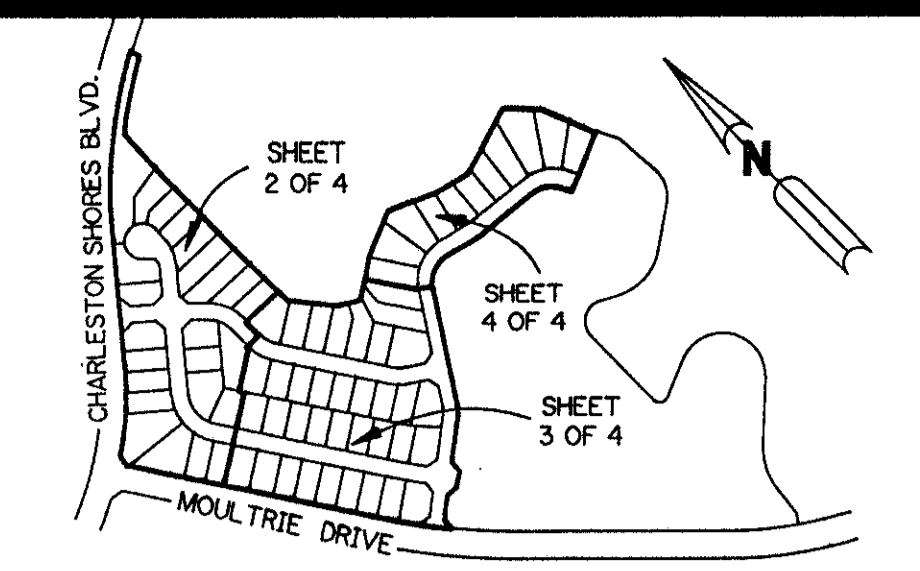 CHARLESTON SHORES BLVD.
SHEET
2 OF 4
N
SHEET
4 OF 4
SHEET
3 OF 4
MOULTRIE DRIVE